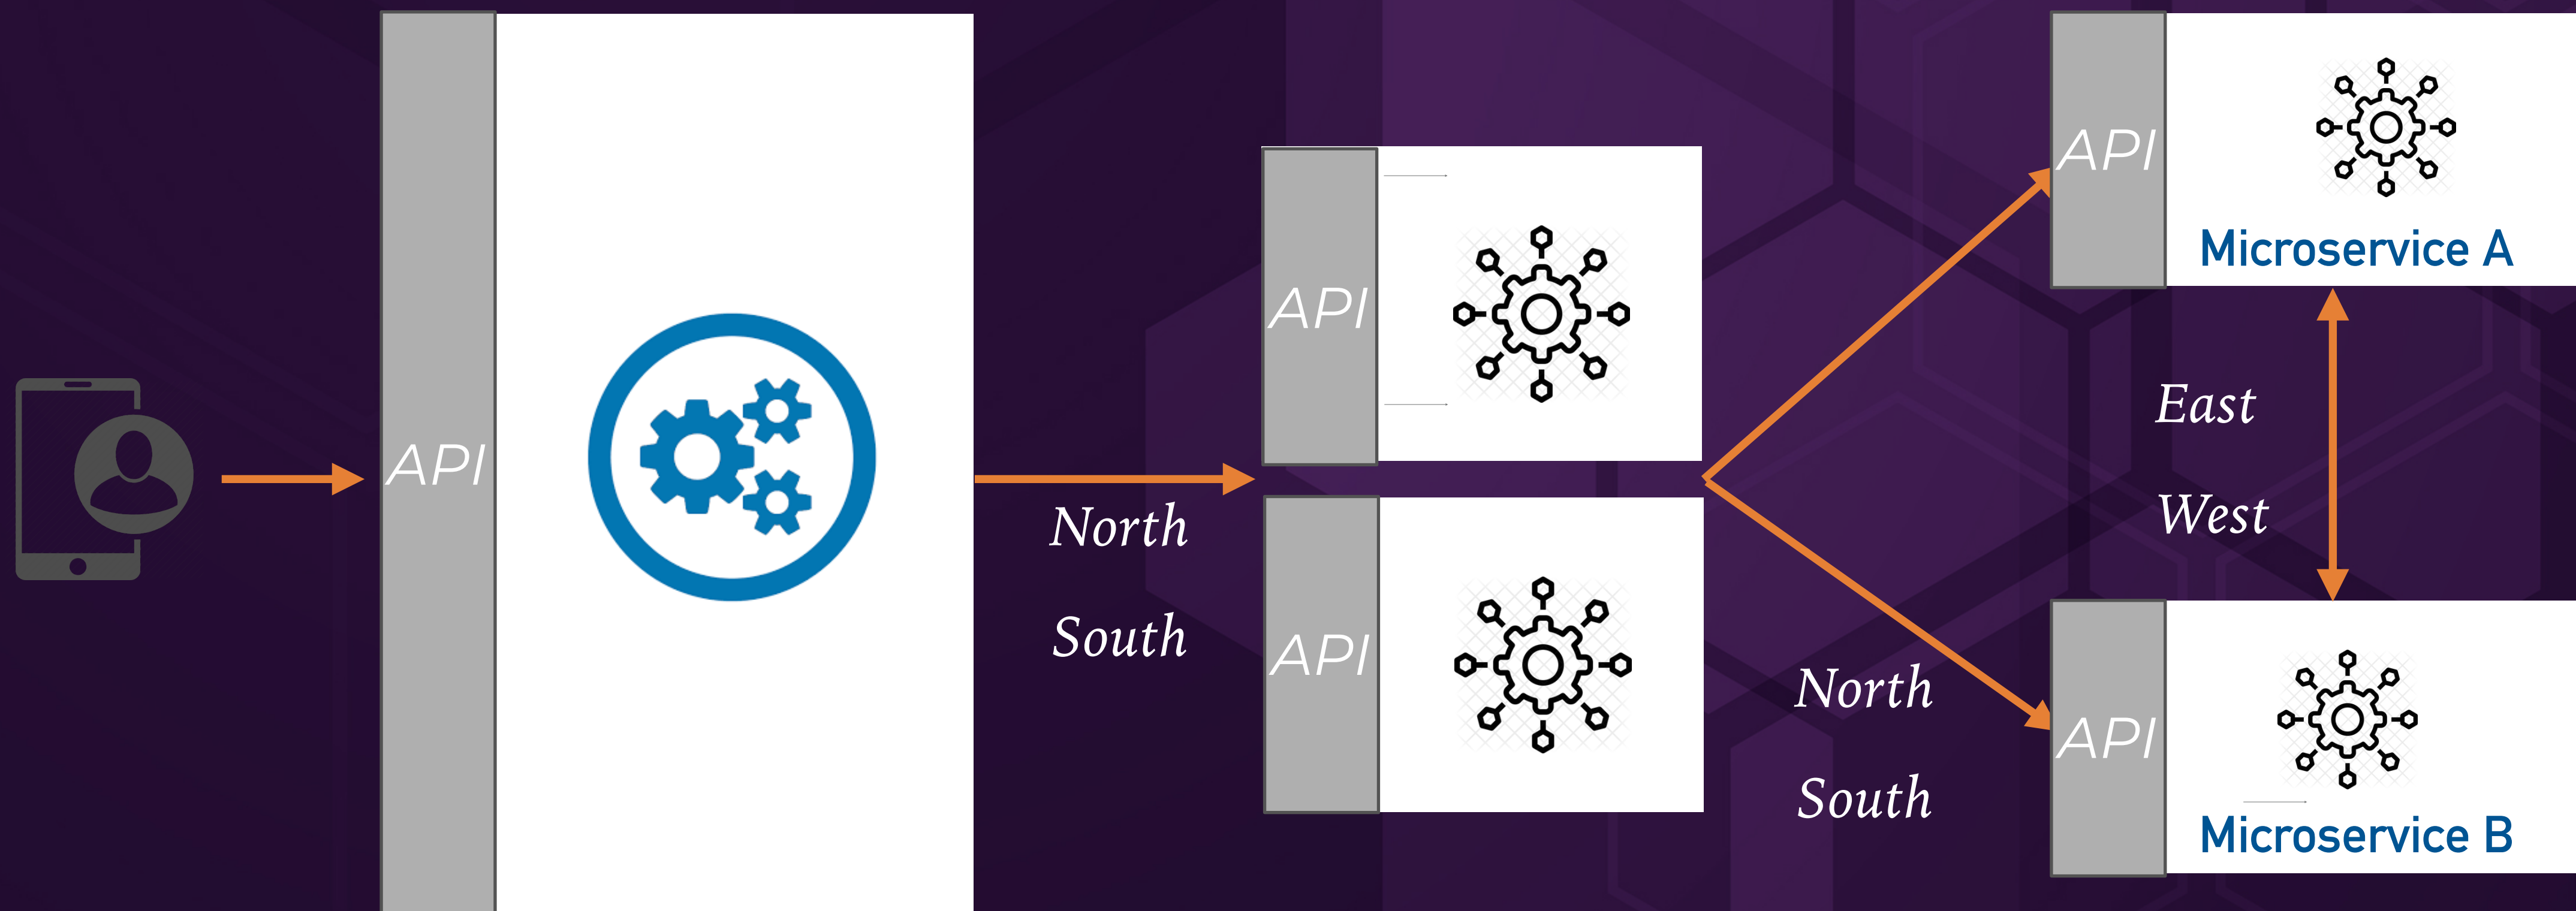 API
North
South
API
API
North
South
API
Microservice A
East
West
API
Microservice B